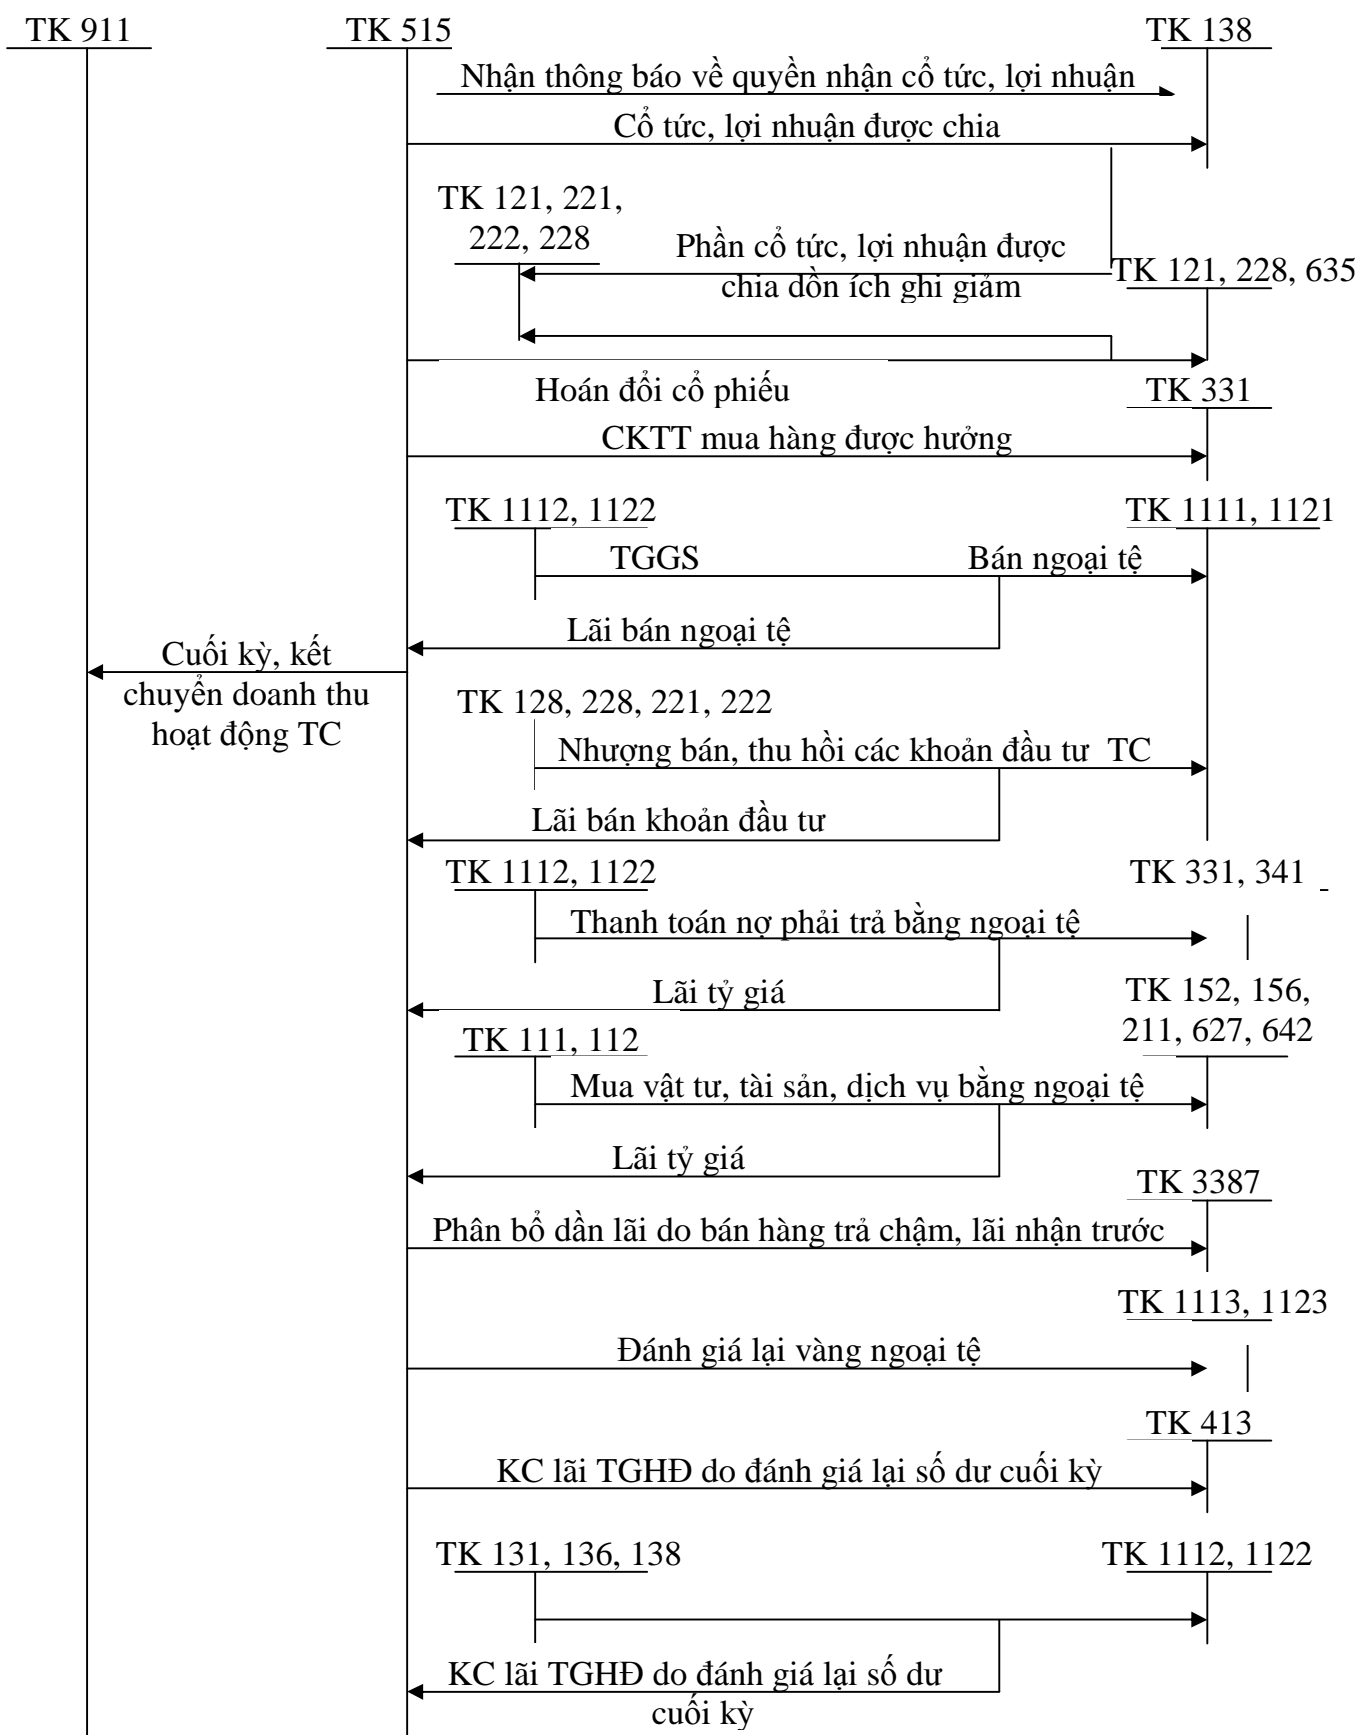 TK 911
TK 515
TK 138
Nhận thông báo về quyền nhận cổ tức, lợi nhuận
Cổ tức, lợi nhuận được chia
TK 121, 221,
222, 228
Phần cổ tức, lợi nhuận được
chia dồn ích ghi giảm
TK 121, 228, 635
Hoán đổi cổ phiếu
TK 331
CKTT mua hàng được hưởng
TK 1112, 1122
TK 1111, 1121
TGGS
Bán ngoại tệ
Lãi bán ngoại tệ
Cuối kỳ, kết
chuyển doanh thu
hoạt động TC
TK 128, 228, 221, 222
Nhượng bán, thu hồi các khoản đầu tư TC
Lãi bán khoản đầu tư
TK 1112, 1122
TK 331, 341
Thanh toán nợ phải trả bằng ngoại tệ
Lãi tỷ giá
TK 152, 156,
211, 627, 642
TK 111, 112
Mua vật tư, tài sản, dịch vụ bằng ngoại tệ
Lãi tỷ giá
TK 3387
Phân bổ dần lãi do bán hàng trả chậm, lãi nhận trước
TK 1113, 1123
Đánh giá lại vàng ngoại tệ
TK 413
KC lãi TGHĐ do đánh giá lại số dư cuối kỳ
TK 131, 136, 138
TK 1112, 1122
KC lãi TGHĐ do đánh giá lại số dư
cuối kỳ